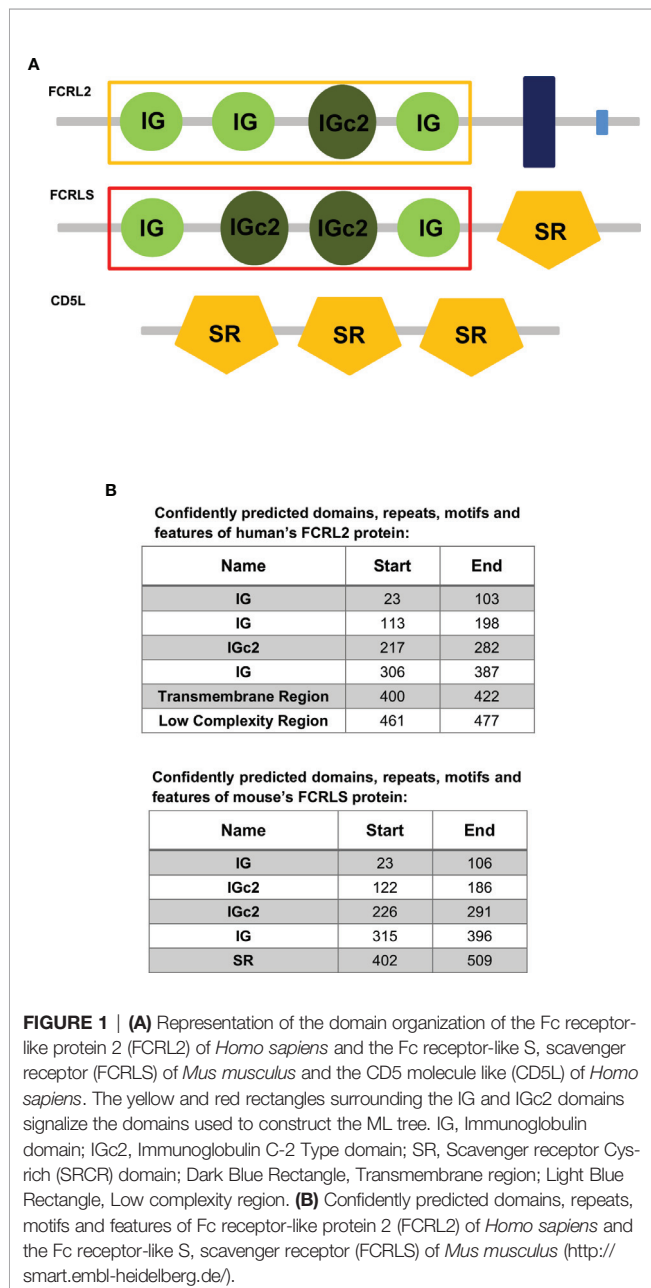 A
FCRL2
IG IG IGc2 IG
FCRLS
IG IGc2 IGc2 IG SR
CD5L
SR SR SR
B
Confidently predicted domains, repeats, motifs and
features of human's FCRL2 protein:
Name Start End
IG 23 103
IG 113 198
IGc2 217 282
IG 306 387
Transmembrane Region 400 422
Low Complexity Region 461 477
Confidently predicted domains, repeats, motifs and
features of mouse's FCRLS protein:
Name Start End
IG 23 106
IGc2 122 186
IGc2 226 291
IG 315 396
SR 402 509
FIGURE 1 | (A) Representation of the domain organization of the Fc receptor-
like protein 2 (FCRL2) of Homo sapiens and the Fc receptor-like S, scavenger
receptor (FCRLS) of Mus musculus and the CD5 molecule like (CD5L) of Homo
sapiens. The yellow and red rectangles surrounding the IG and IGc2 domains
signalize the domains used to construct the ML tree. IG, Immunoglobulin
domain; IGc2, Immunoglobulin C-2 Type domain; SR, Scavenger receptor Cys-
rich (SRCR) domain; Dark Blue Rectangle, Transmembrane region; Light Blue
Rectangle, Low complexity region. (B) Confidently predicted domains, repeats,
motifs and features of Fc receptor-like protein 2 (FCRL2) of Homo sapiens and
the Fc receptor-like S, scavenger receptor (FCRLS) of Mus musculus (http://
smart.embl-heidelberg.de/).